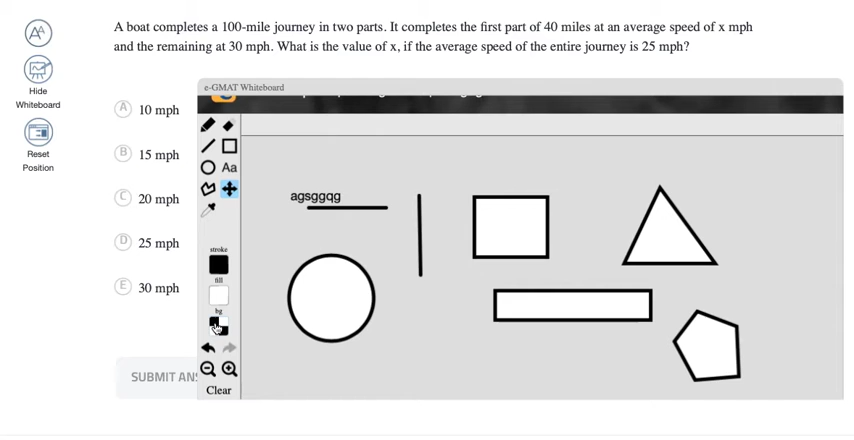 A boat completes a 100-mile journey in two parts. It completes the first part of 40 miles at an average speed of x mph
and the remaining at 30 mph. What is the value of x, if the average speed of the entire journey is 25 mph?
AA
Hide
Whiteboard
Reset
Position
A 10 mph
B 15 mph
C 20 mph
D 25 mph
E 30 mph
SUBMIT ANS
e-GMAT Whiteboard
Aa
stroke
fill
bg
Clear
agsggqg